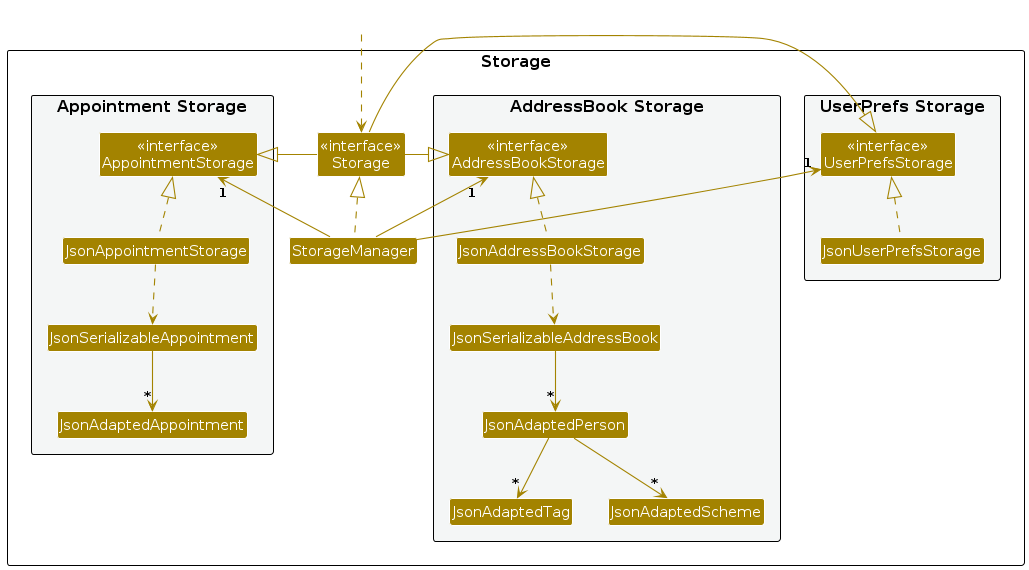 Storage
Appointment Storage
AddressBook Storage
UserPrefs Storage
«interface»
AppointmentStorage
«interface»
Storage
«interface»
AddressBookStorage
«interface»
UserPrefsStorage
1
1
1
JsonAppointmentStorage
StorageManager
JsonAddressBookStorage
JsonUserPrefsStorage
JsonSerializableAppointment
JsonSerializableAddressBook
*
*
JsonAdaptedAppointment
JsonAdaptedPerson
*
*
JsonAdaptedTag
JsonAdaptedScheme